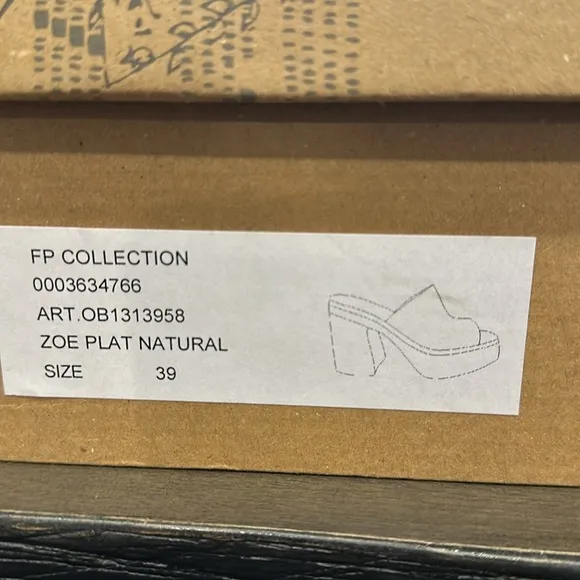 FP COLLECTION
0003634766
ART.OB1313958
ZOE PLAT NATURAL
SIZE 39